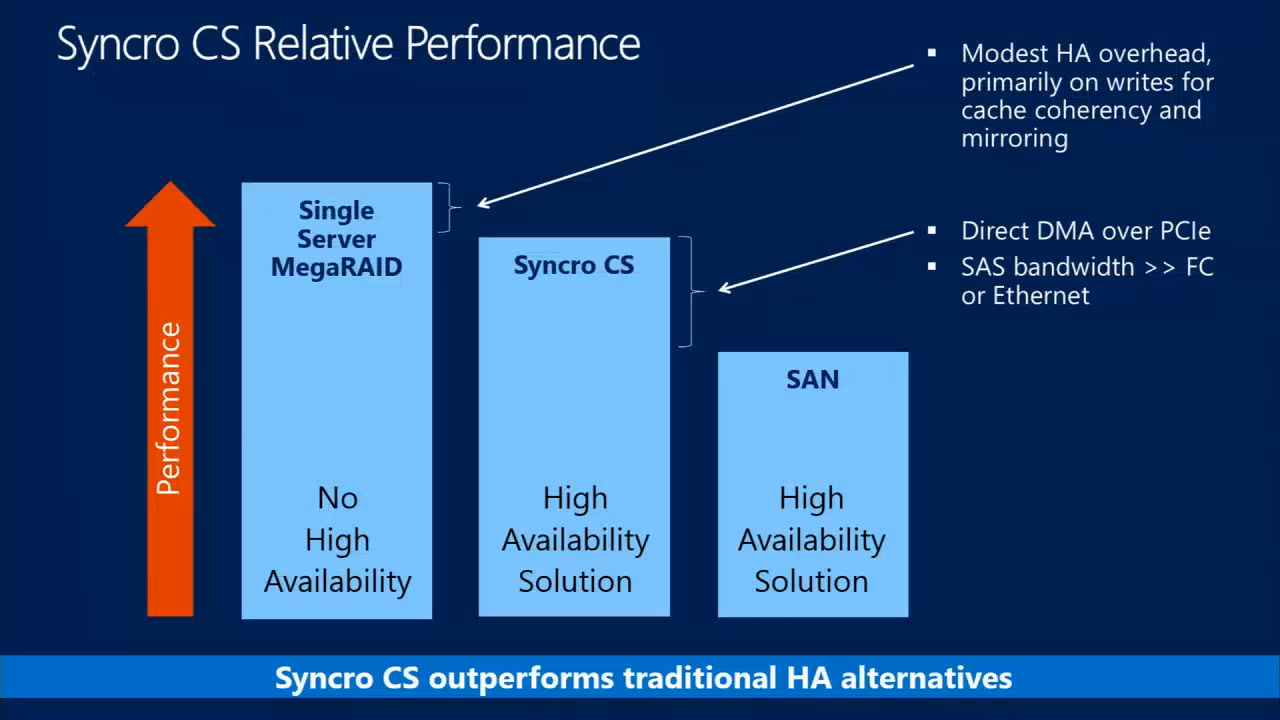 Syncro CS Relative Performance
▪ Modest HA overhead,
primarily on writes for
cache coherency and
mirroring
▪ Direct DMA over PCIe
▪ SAS bandwidth >> FC
or Ethernet
Performance
Single
Server
MegaRAID
No
High
Availability
Syncro CS
High
Availability
Solution
SAN
High
Availability
Solution
Syncro CS outperforms traditional HA alternatives